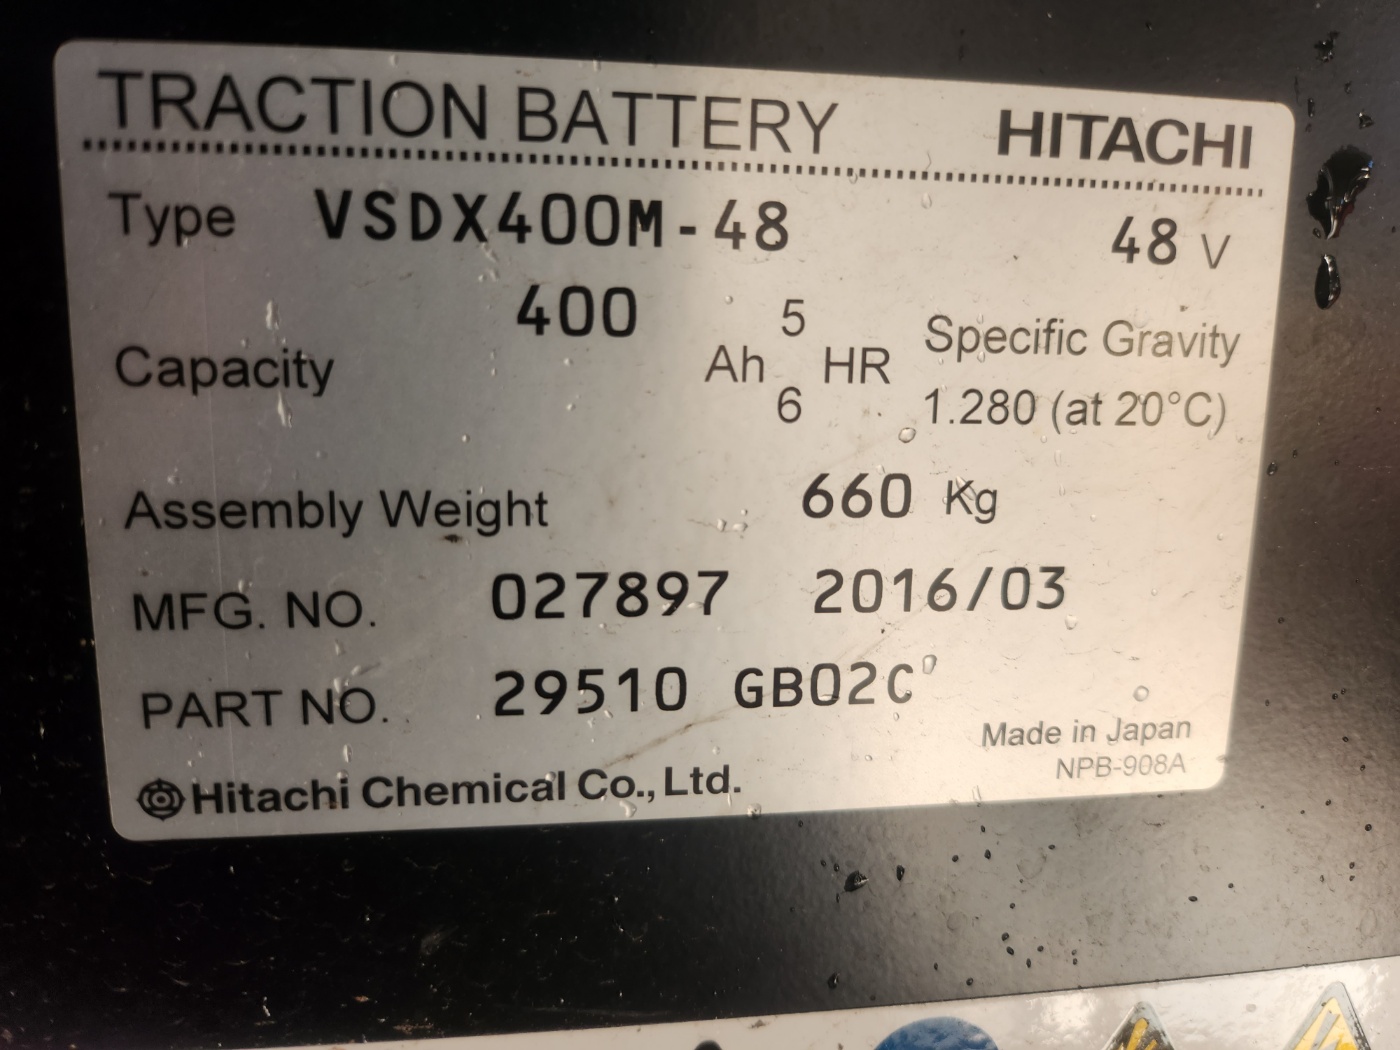 TRACTION BATTERY HITACHI
Type VSDX400M-48 48 V
400 5 Specific Gravity
Capacity Ah HR
6 1.280 (at 20°C)
Assembly Weight 660 Kg
MFG. NO. 027897 2016/03
PART NO. 29510 GB02C
Made in Japan
NPB-908A
Hitachi Chemical Co., Ltd.